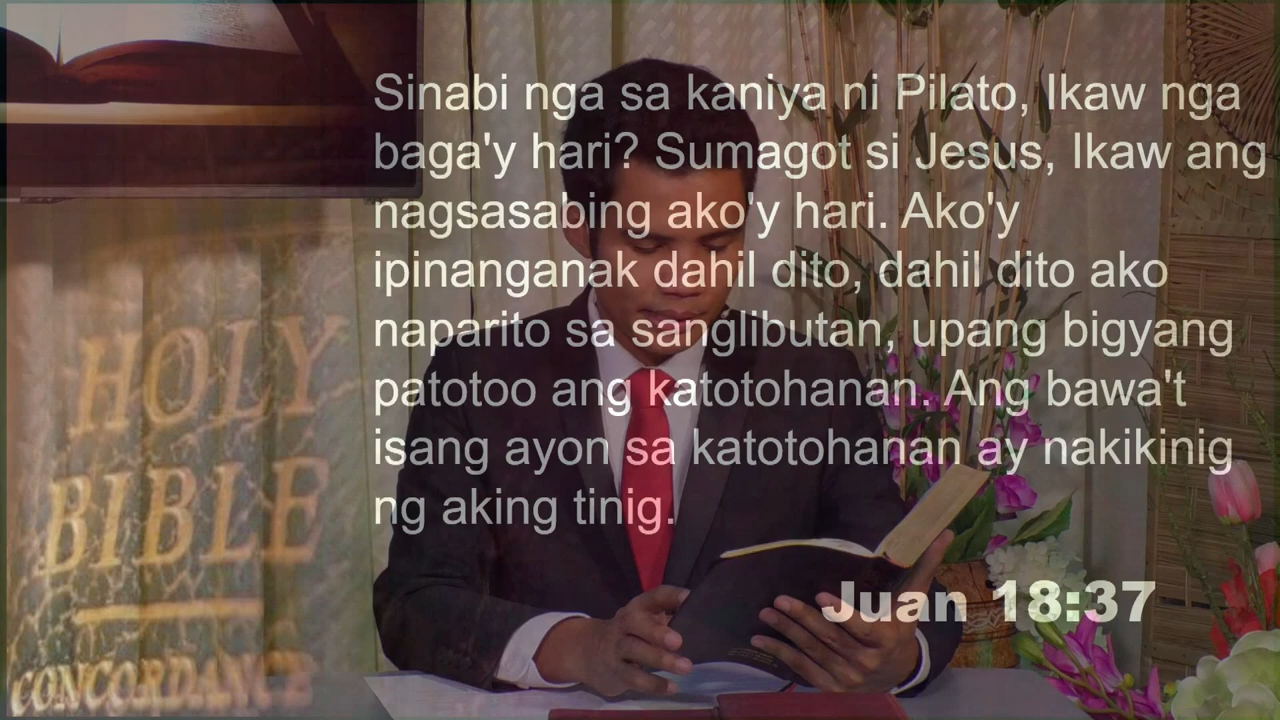 Sinabi nga sa kaniya ni Pilato, Ikaw nga
baga'y hari? Sumagot si Jesus, Ikaw ang
nagsasabing ako'y hari. Ako'y
ipinanganak dahil dito, dahil dito ako
naparito sa sanglibutan, upang bigyang
patotoo ang katotohanan. Ang bawa't
isang ayon sa katotohanan ay nakikinig
ng aking tinig.
Juan 18:37
HOLY
BIBLE
CONCORDANCE